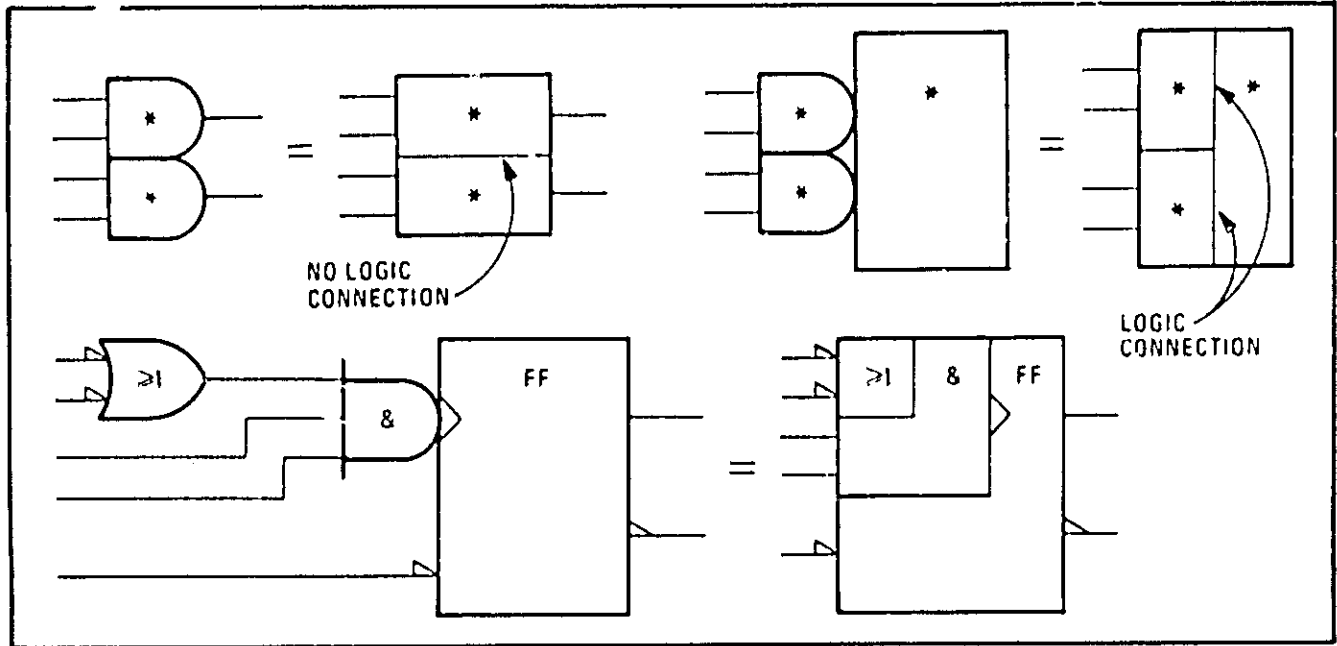 *
*
=
*
*
*
*
*
=
*
*
*
NO LOGIC
CONNECTION
LOGIC
CONNECTION
≥1
&
FF
=
≥1
&
FF